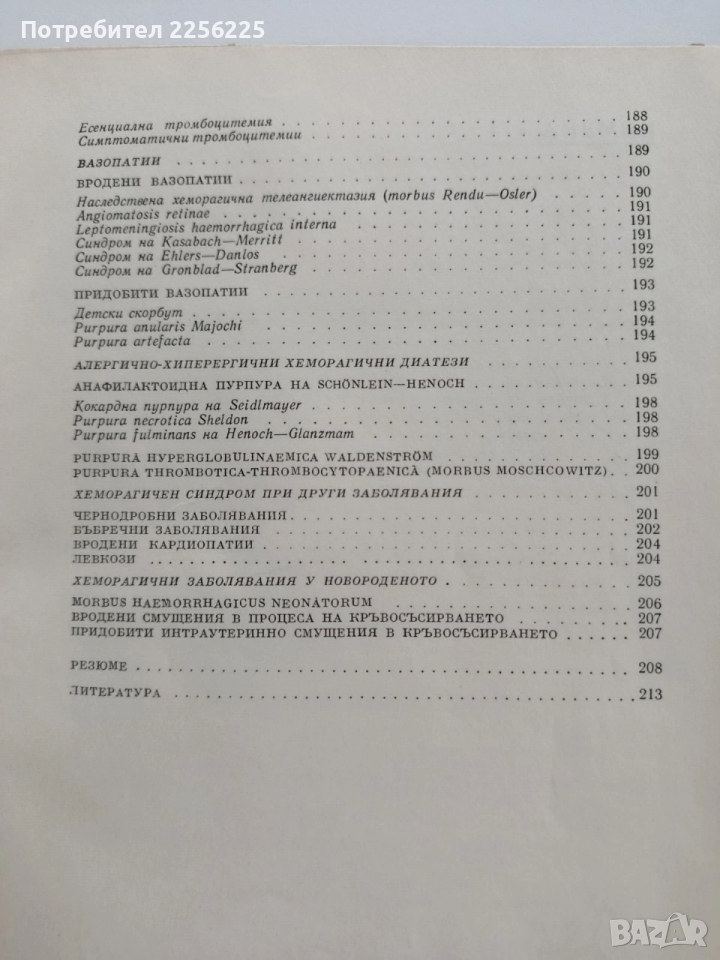 Потребител 2256225
Есенциална тромбоцитемия . . . . . . . . . . . . . . . . . . . . 188
Симптоматични тромбоцитемии . . . . . . . . . . . . . . . . . . . 189
ВАЗОПАТИИ . . . . . . . . . . . . . . . . . . . . . . . . . . . 189
ВРОДЕНИ ВАЗОПАТИИ . . . . . . . . . . . . . . . . . . . . . . . 190
Наследствена хеморагична телеангиектазия (morbus Rendu—Osler) . . . . . 190
Angiomatosis retinae . . . . . . . . . . . . . . . . . . . . . . 191
Leptomeningiosis haemorrhagica interna . . . . . . . . . . . . . . 191
Синдром на Kasabach—Merritt . . . . . . . . . . . . . . . . . . . 191
Синдром на Ehlers—Danlos . . . . . . . . . . . . . . . . . . . . 192
Синдром на Gronblad—Stranberg . . . . . . . . . . . . . . . . . . 192
ПРИДОБИТИ ВАЗОПАТИИ . . . . . . . . . . . . . . . . . . . . . . 193
Детски скорбут . . . . . . . . . . . . . . . . . . . . . . . . . 193
Purpura anularis Majochi . . . . . . . . . . . . . . . . . . . . 194
Purpura artefacta . . . . . . . . . . . . . . . . . . . . . . . 194
АЛЕРГИЧНО-ХИПЕРЕРГИЧНИ ХЕМОРАГИЧНИ ДИАТЕЗИ . . . . . . . . . . 195
АНАФИЛАКТОИДНА ПУРПУРА НА SCHÖNLEIN—HENOCH . . . . . . . . . . 195
Кокардна пурпура на Seidlmayer . . . . . . . . . . . . . . . . . 198
Purpura necrotica Sheldon . . . . . . . . . . . . . . . . . . . . 198
Purpura fulminans на Henoch—Glanzmam . . . . . . . . . . . . . . 198
PURPURA HYPERGLOBULINAEMICA WALDENSTRÖM . . . . . . . . . . . . 199
PURPURA THROMBOTICA-THROMBOCYTOPAENICA (MORBUS MOSCHCOWITZ) . . 200
ХЕМОРАГИЧЕН СИНДРОМ ПРИ ДРУГИ ЗАБОЛЯВАНИЯ . . . . . . . . . . . 201
ЧЕРНОДРОБНИ ЗАБОЛЯВАНИЯ . . . . . . . . . . . . . . . . . . . . 201
БЪБРЕЧНИ ЗАБОЛЯВАНИЯ . . . . . . . . . . . . . . . . . . . . . 202
ВРОДЕНИ КАРДИОПАТИИ . . . . . . . . . . . . . . . . . . . . . . 204
ЛЕВКОЗИ . . . . . . . . . . . . . . . . . . . . . . . . . . . . 204
ХЕМОРАГИЧНИ ЗАБОЛЯВАНИЯ У НОВОРОДЕНОТО . . . . . . . . . . . . 205
MORBUS HAEMORRHAGICUS NEONATORUM . . . . . . . . . . . . . . . 206
ВРОДЕНИ СМУЩЕНИЯ В ПРОЦЕСА НА КРЪВОСЪСИРВАНЕТО . . . . . . . . 207
ПРИДОБИТИ ИНТРАУТЕРИННО СМУЩЕНИЯ В КРЪВОСЪСИРВАНЕТО . . . . . . 207
РЕЗЮМЕ . . . . . . . . . . . . . . . . . . . . . . . . . . . . 208
ЛИТЕРАТУРА . . . . . . . . . . . . . . . . . . . . . . . . . . 213
BAZAR